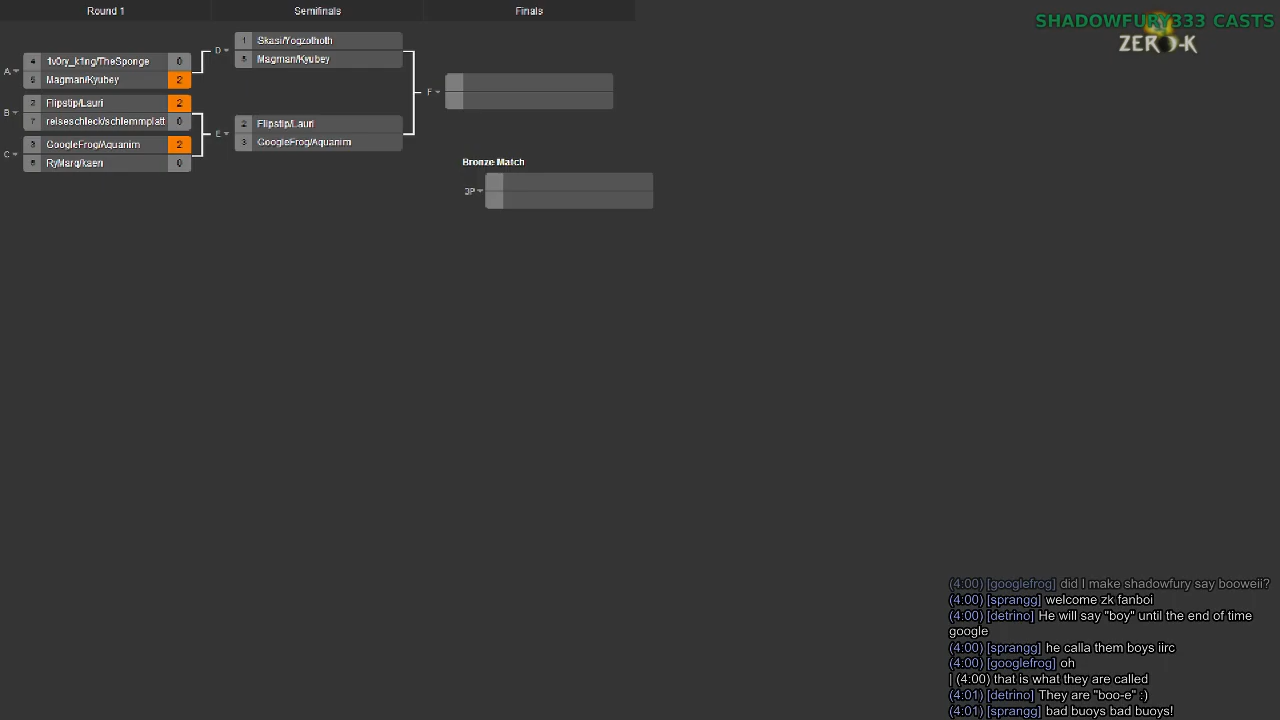 Round 1
Semifinals
Finals
SHADOWFURY333 CASTS
ZERO-K
A
4 1v0ry_k1ng/TheSponge 0
5 Magman/Kyubey 2
B
2 Flipstip/Lauri 2
7 reiseschleck/schlemmplatt 0
C
3 GoogleFrog/Aquanim 2
6 RyMarq/kaen 0
D
1 Skasi/Yogzolhoth
5 Magman/Kyubey
E
2 Flipstip/Lauri
3 GoogleFrog/Aquanim
F
Bronze Match
3P
(4:00) [googlefrog] did I make shadowfury say booweii?
(4:00) [sprangg] welcome zk fanboi
(4:00) [detrino] He will say "boy" until the end of time
google
(4:00) [sprangg] he calla them boys iirc
(4:00) [googlefrog] oh
| (4:00) that is what they are called
(4:01) [detrino] They are "boo-e" :)
(4:01) [sprangg] bad buoys bad buoys!